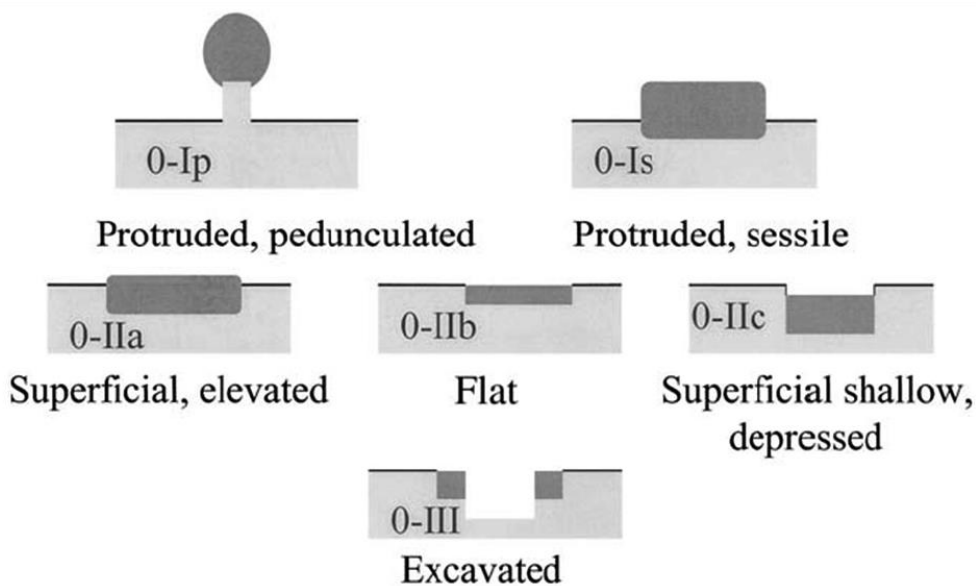 0-Ip
0-Is
Protruded, pedunculated
Protruded, sessile
0-IIa
0-IIb
0-IIc
Superficial, elevated
Flat
Superficial shallow,
depressed
0-III
Excavated